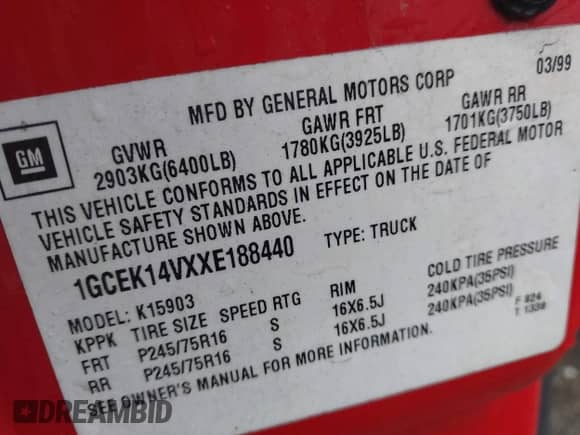 MFD BY GENERAL MOTORS CORP 03/99
GM
GVWR GAWR FRT GAWR RR
2903KG(6400LB) 1780KG(3925LB) 1701KG(3750LB)
THIS VEHICLE CONFORMS TO ALL APPLICABLE U.S. FEDERAL MOTOR
VEHICLE SAFETY STANDARDS IN EFFECT ON THE DATE OF
MANUFACTURE SHOWN ABOVE.
1GCEK14VXXE188440 TYPE: TRUCK
MODEL: K15903
KPPK TIRE SIZE SPEED RTG RIM COLD TIRE PRESSURE
FRT P245/75R16 S 16X6.5J 240KPA(35PSI)
RR P245/75R16 S 16X6.5J 240KPA(35PSI)
F 824
T 1338
SEE OWNER'S MANUAL FOR MORE INFORMATION.
DREAMBID